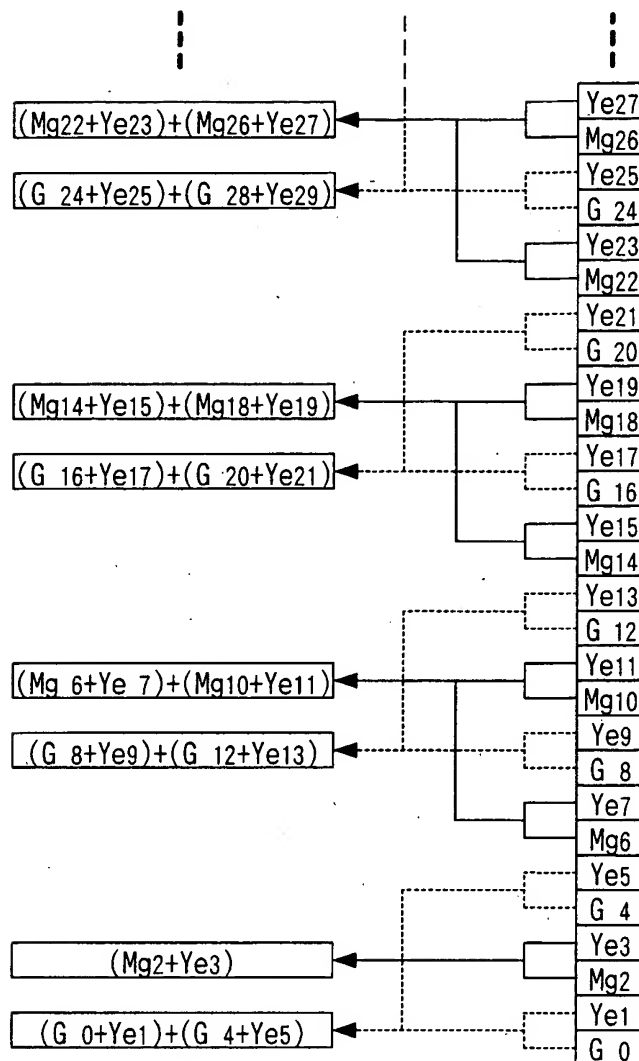 (Mg22+Ye23)+(Mg26+Ye27)
(G 24+Ye25)+(G 28+Ye29)
(Mg14+Ye15)+(Mg18+Ye19)
(G 16+Ye17)+(G 20+Ye21)
(Mg 6+Ye 7)+(Mg10+Ye11)
(G 8+Ye9)+(G 12+Ye13)
(Mg2+Ye3)
(G 0+Ye1)+(G 4+Ye5)
Ye27
Mg26
Ye25
G 24
Ye23
Mg22
Ye21
G 20
Ye19
Mg18
Ye17
G 16
Ye15
Mg14
Ye13
G 12
Ye11
Mg10
Ye9
G 8
Ye7
Mg6
Ye5
G 4
Ye3
Mg2
Ye1
G 0